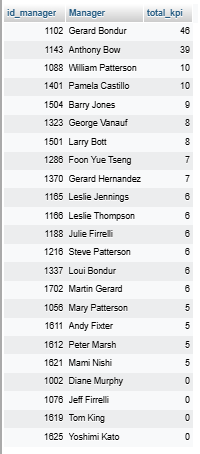 id_manager Manager total_kpi
1102 Gerard Bondur 46
1143 Anthony Bow 39
1088 William Patterson 10
1401 Pamela Castillo 10
1504 Barry Jones 9
1323 George Vanauf 8
1501 Larry Bott 8
1286 Foon Yue Tseng 7
1370 Gerard Hernandez 7
1165 Leslie Jennings 6
1166 Leslie Thompson 6
1188 Julie Firrelli 6
1216 Steve Patterson 6
1337 Loui Bondur 6
1702 Martin Gerard 6
1056 Mary Patterson 5
1611 Andy Fixter 5
1612 Peter Marsh 5
1621 Mami Nishi 5
1002 Diane Murphy 0
1076 Jeff Firrelli 0
1619 Tom King 0
1625 Yoshimi Kato 0